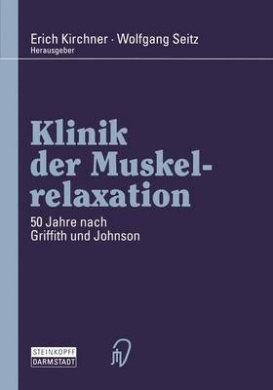 Erich Kirchner · Wolfgang Seitz
Herausgeber
Klinik
der Muskel-
relaxation
50 Jahre nach
Griffith und Johnson
STEINKOPFF
DARMSTADT